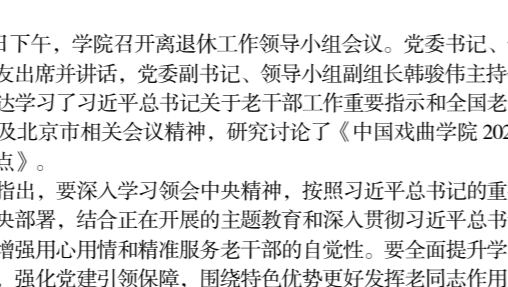 日下午，学院召开离退休工作领导小组会议。党委书记、
友出席并讲话，党委副书记、领导小组副组长韩骏伟主持
达学习了习近平总书记关于老干部工作重要指示和全国老
及北京市相关会议精神，研究讨论了《中国戏曲学院 202
点》。
指出，要深入学习领会中央精神，按照习近平总书记的重
央部署，结合正在开展的主题教育和深入贯彻习近平总书
增强用心用情和精准服务老干部的自觉性。要全面提升学
，强化党建引领保障，围绕特色优势更好发挥老同志作用